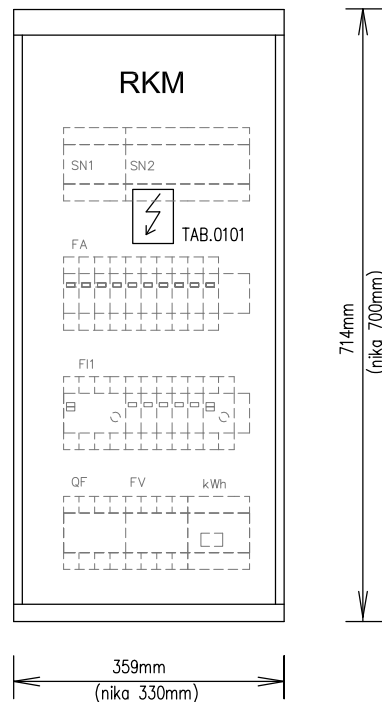 RKM
SN1 SN2
TAB.0101
FA
FI1
QF FV kWh
714mm
(nika 700mm)
359mm
(nika 330mm)